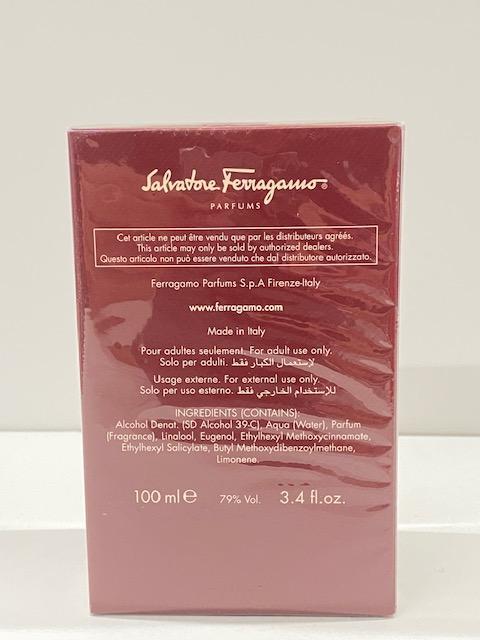 Salvatore Ferragamo®
PARFUMS
Cet article ne peut être vendu que par les distributeurs agréés.
This article may only be sold by authorized dealers.
Questo articolo non può essere venduto che dal distributore autorizzato.
Ferragamo Parfums S.p.A Firenze-Italy
www.ferragamo.com
Made in Italy
Pour adultes seulement. For adult use only.
Solo per adulti. لإستعمال الكبار فقط.
Usage externe. For external use only.
Solo per uso esterno. للإستخدام الخارجي فقط.
INGREDIENTS (CONTAINS):
Alcohol Denat. (SD Alcohol 39-C), Aqua (Water), Parfum
(Fragrance), Linalool, Eugenol, Ethylhexyl Methoxycinnamate,
Ethylhexyl Salicylate, Butyl Methoxydibenzoylmethane,
Limonene.
100 ml ℮ 79% Vol. 3.4 fl.oz.